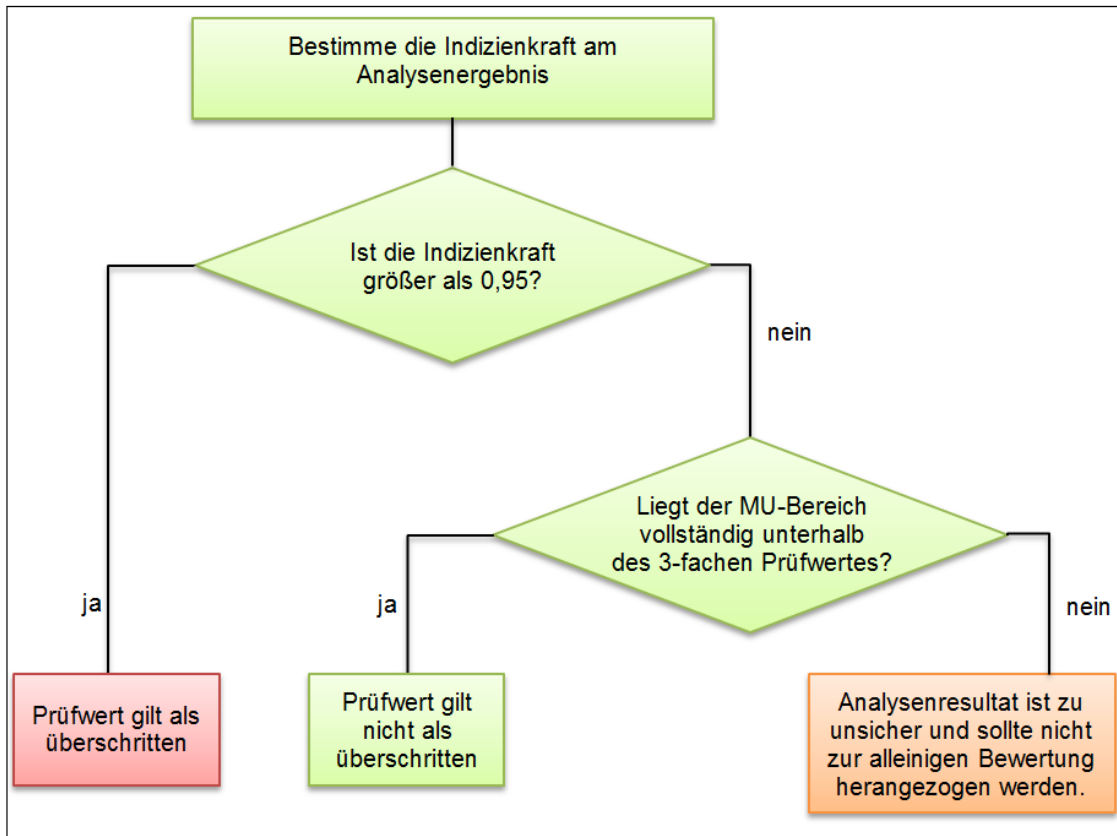 Bestimme die Indizienkraft am
Analysenergebnis
Ist die Indizienkraft
größer als 0,95?
nein
Liegt der MU-Bereich
vollständig unterhalb
des 3-fachen Prüfwertes?
ja
ja
nein
Prüfwert gilt als
überschritten
Prüfwert gilt
nicht als
überschritten
Analysenresultat ist zu
unsicher und sollte nicht
zur alleinigen Bewertung
herangezogen werden.